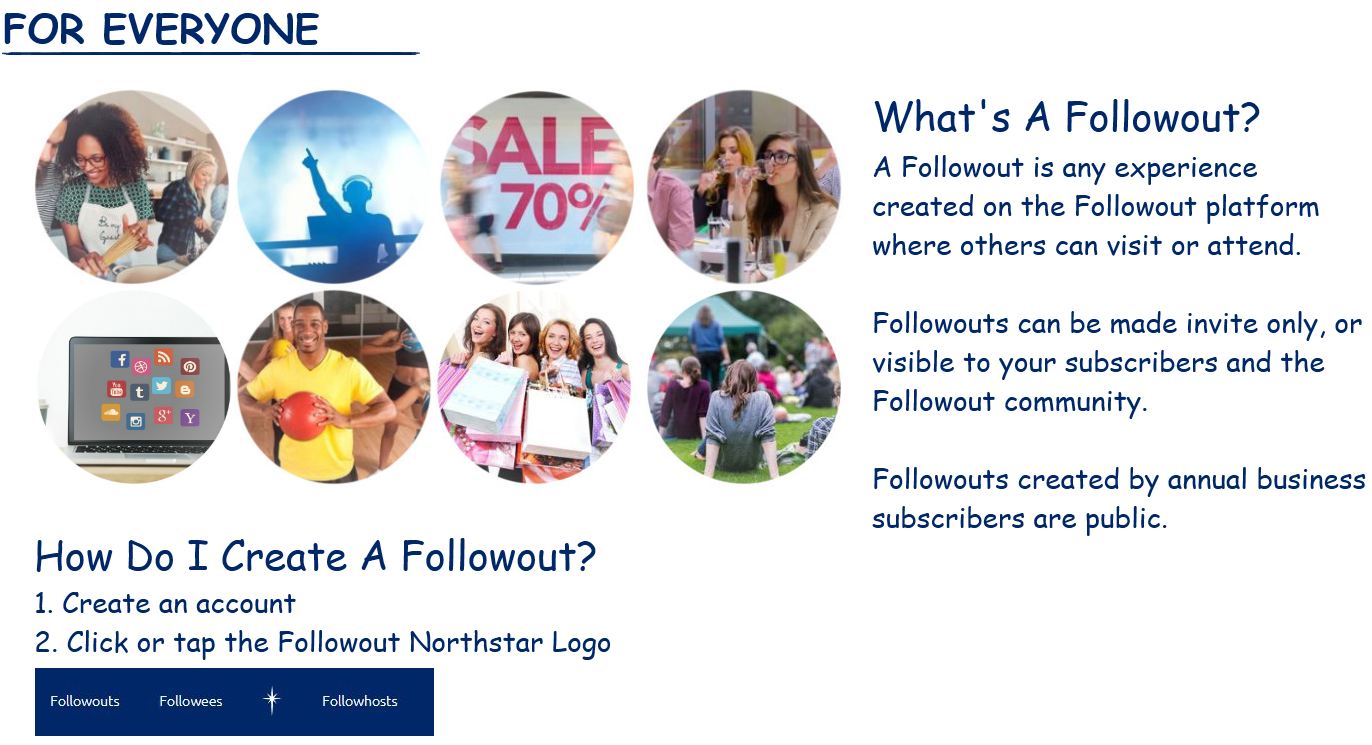 FOR EVERYONE
SALE
70%
Be my
Guest
What's A Followout?
A Followout is any experience
created on the Followout platform
where others can visit or attend.
Followouts can be made invite only, or
visible to your subscribers and the
Followout community.
Followouts created by annual business
subscribers are public.
How Do I Create A Followout?
1. Create an account
2. Click or tap the Followout Northstar Logo
Followouts Followees Followhosts